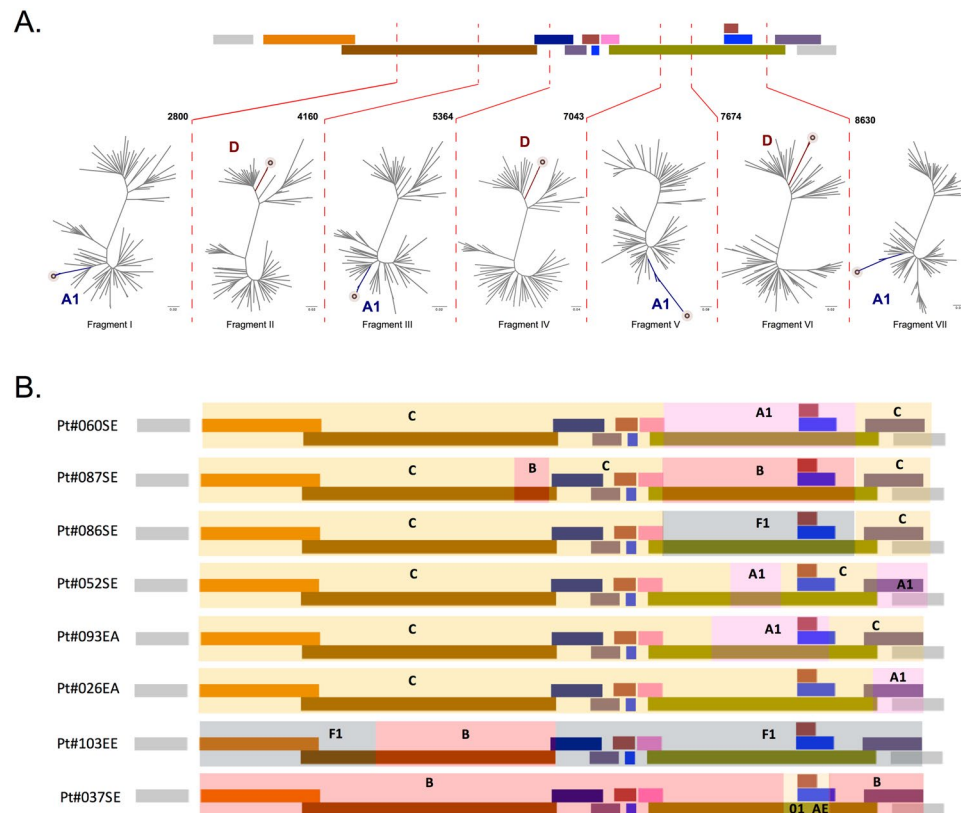 A.
2800 4160 5364 7043 7674 8630
D D D
A1 A1 A1 A1
Fragment I Fragment II Fragment III Fragment IV Fragment V Fragment VI Fragment VII
B.
Pt#060SE C A1 C
Pt#087SE C B C B C
Pt#086SE C F1 C
Pt#052SE C A1 C A1
Pt#093EA C A1 C
Pt#026EA C A1
Pt#103EE F1 B F1
Pt#037SE B 01_AE B